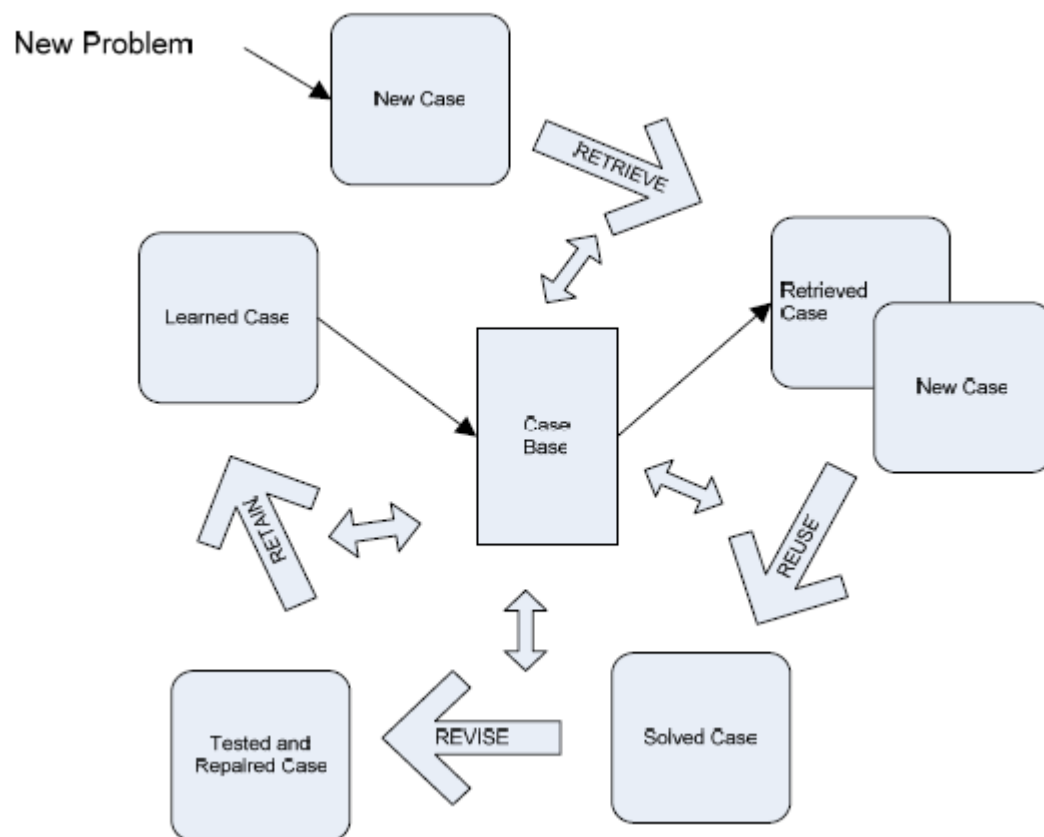 New Problem
New Case
RETRIEVE
Learned Case
Retrieved
Case
New Case
Case
Base
RETAIN
REUSE
Tested and
Repaired Case
REVISE
Solved Case